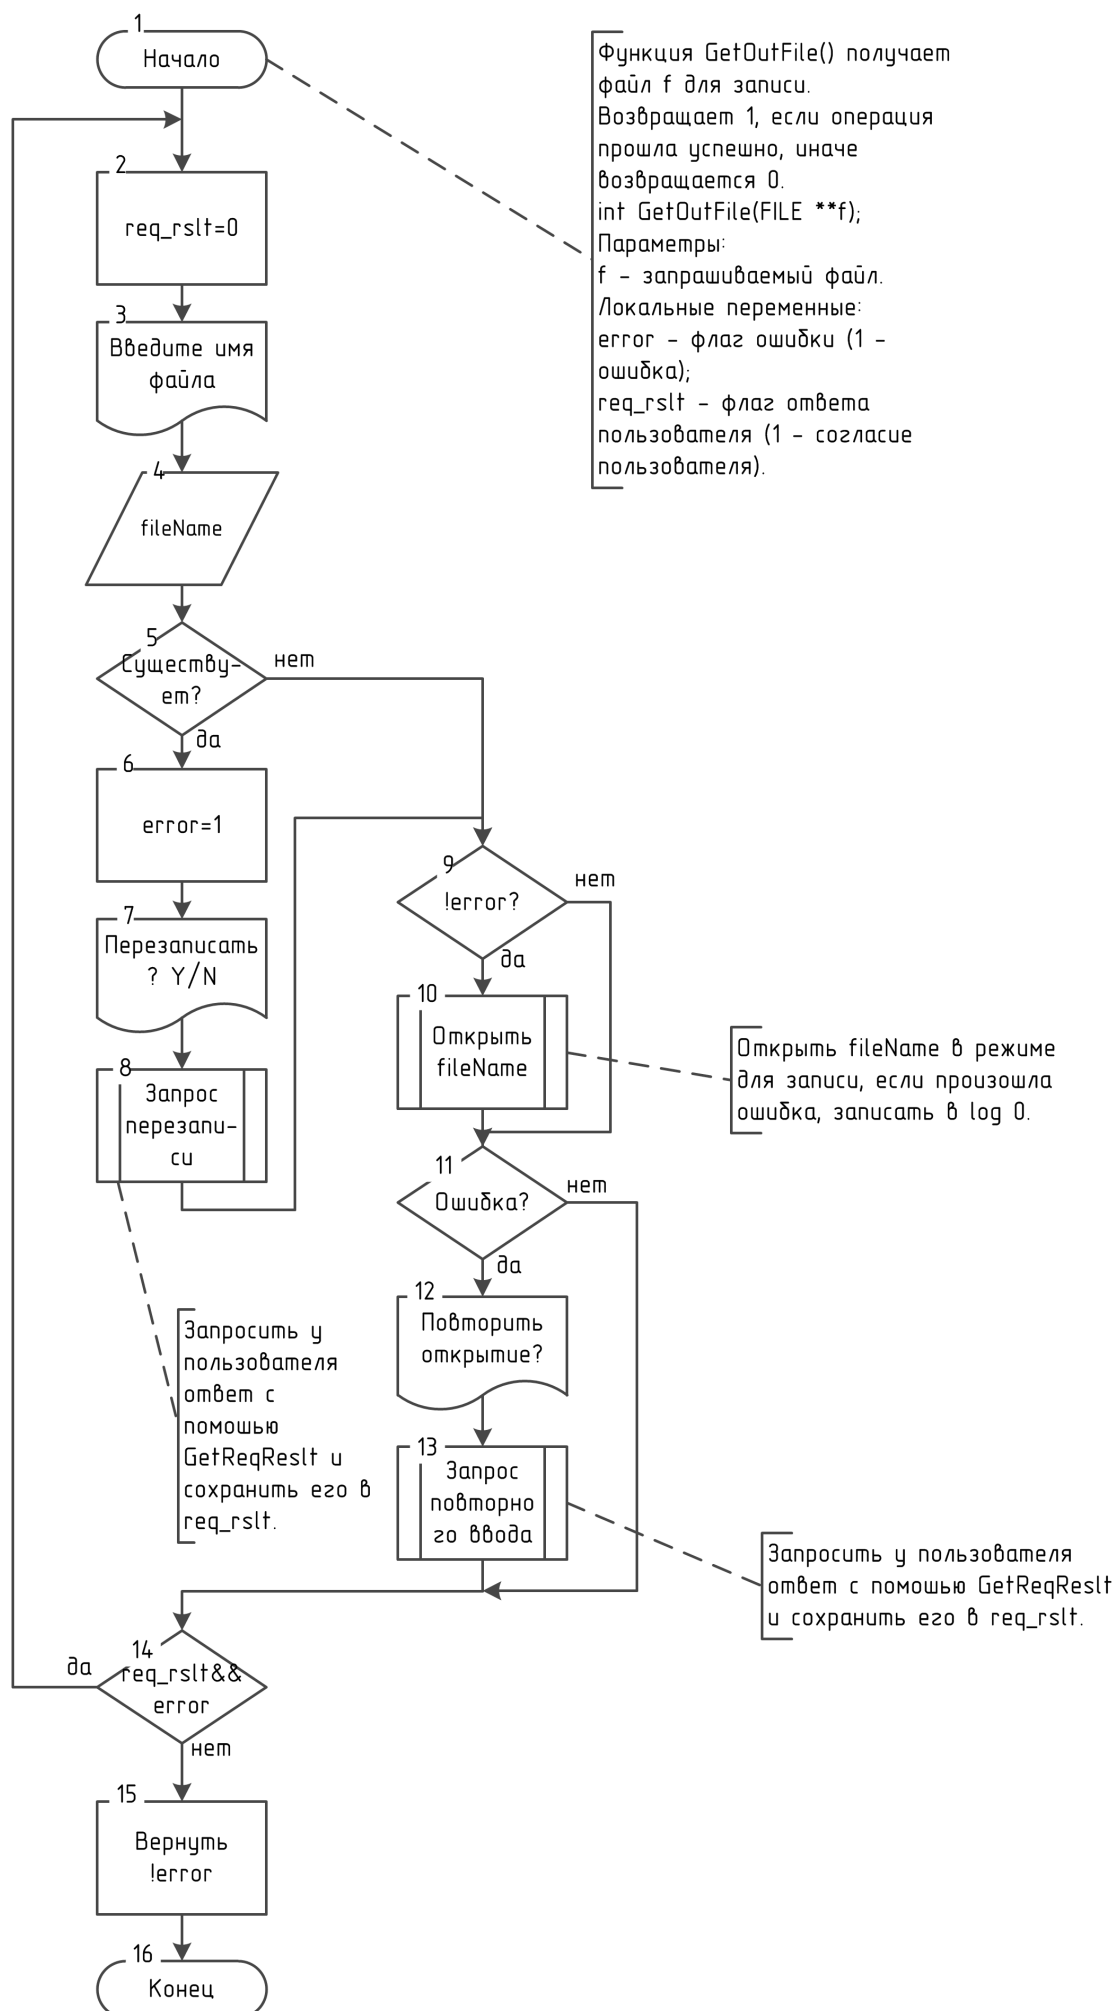 1
Начало
Функция GetOutFile() получает
файл f для записи.
Возвращает 1, если операция
прошла успешно, иначе
возвращается 0.
int GetOutFile(FILE **f);
Параметры:
f – запрашиваемый файл.
Локальные переменные:
error – флаг ошибки (1 –
ошибка);
req_rslt – флаг ответа
пользователя (1 – согласие
пользователя).
2
req_rslt=0
3
Введите имя
файла
4
fileName
5
Существу-
ет?
нет
да
6
error=1
7
Перезаписать
? Y/N
8
Запрос
перезапи-
си
Запросить у
пользователя
ответ с
помошью
GetReqReslt и
сохранить его в
req_rslt.
9
!error?
нет
да
10
Открыть
fileName
Открыть fileName в режиме
для записи, если произошла
ошибка, записать в log 0.
11
Ошибка?
нет
да
12
Повторить
открытие?
13
Запрос
повторно
го ввода
Запросить у пользователя
ответ с помошью GetReqReslt
и сохранить его в req_rslt.
14
req_rslt&&
error
да
нет
15
Вернуть
!error
16
Конец